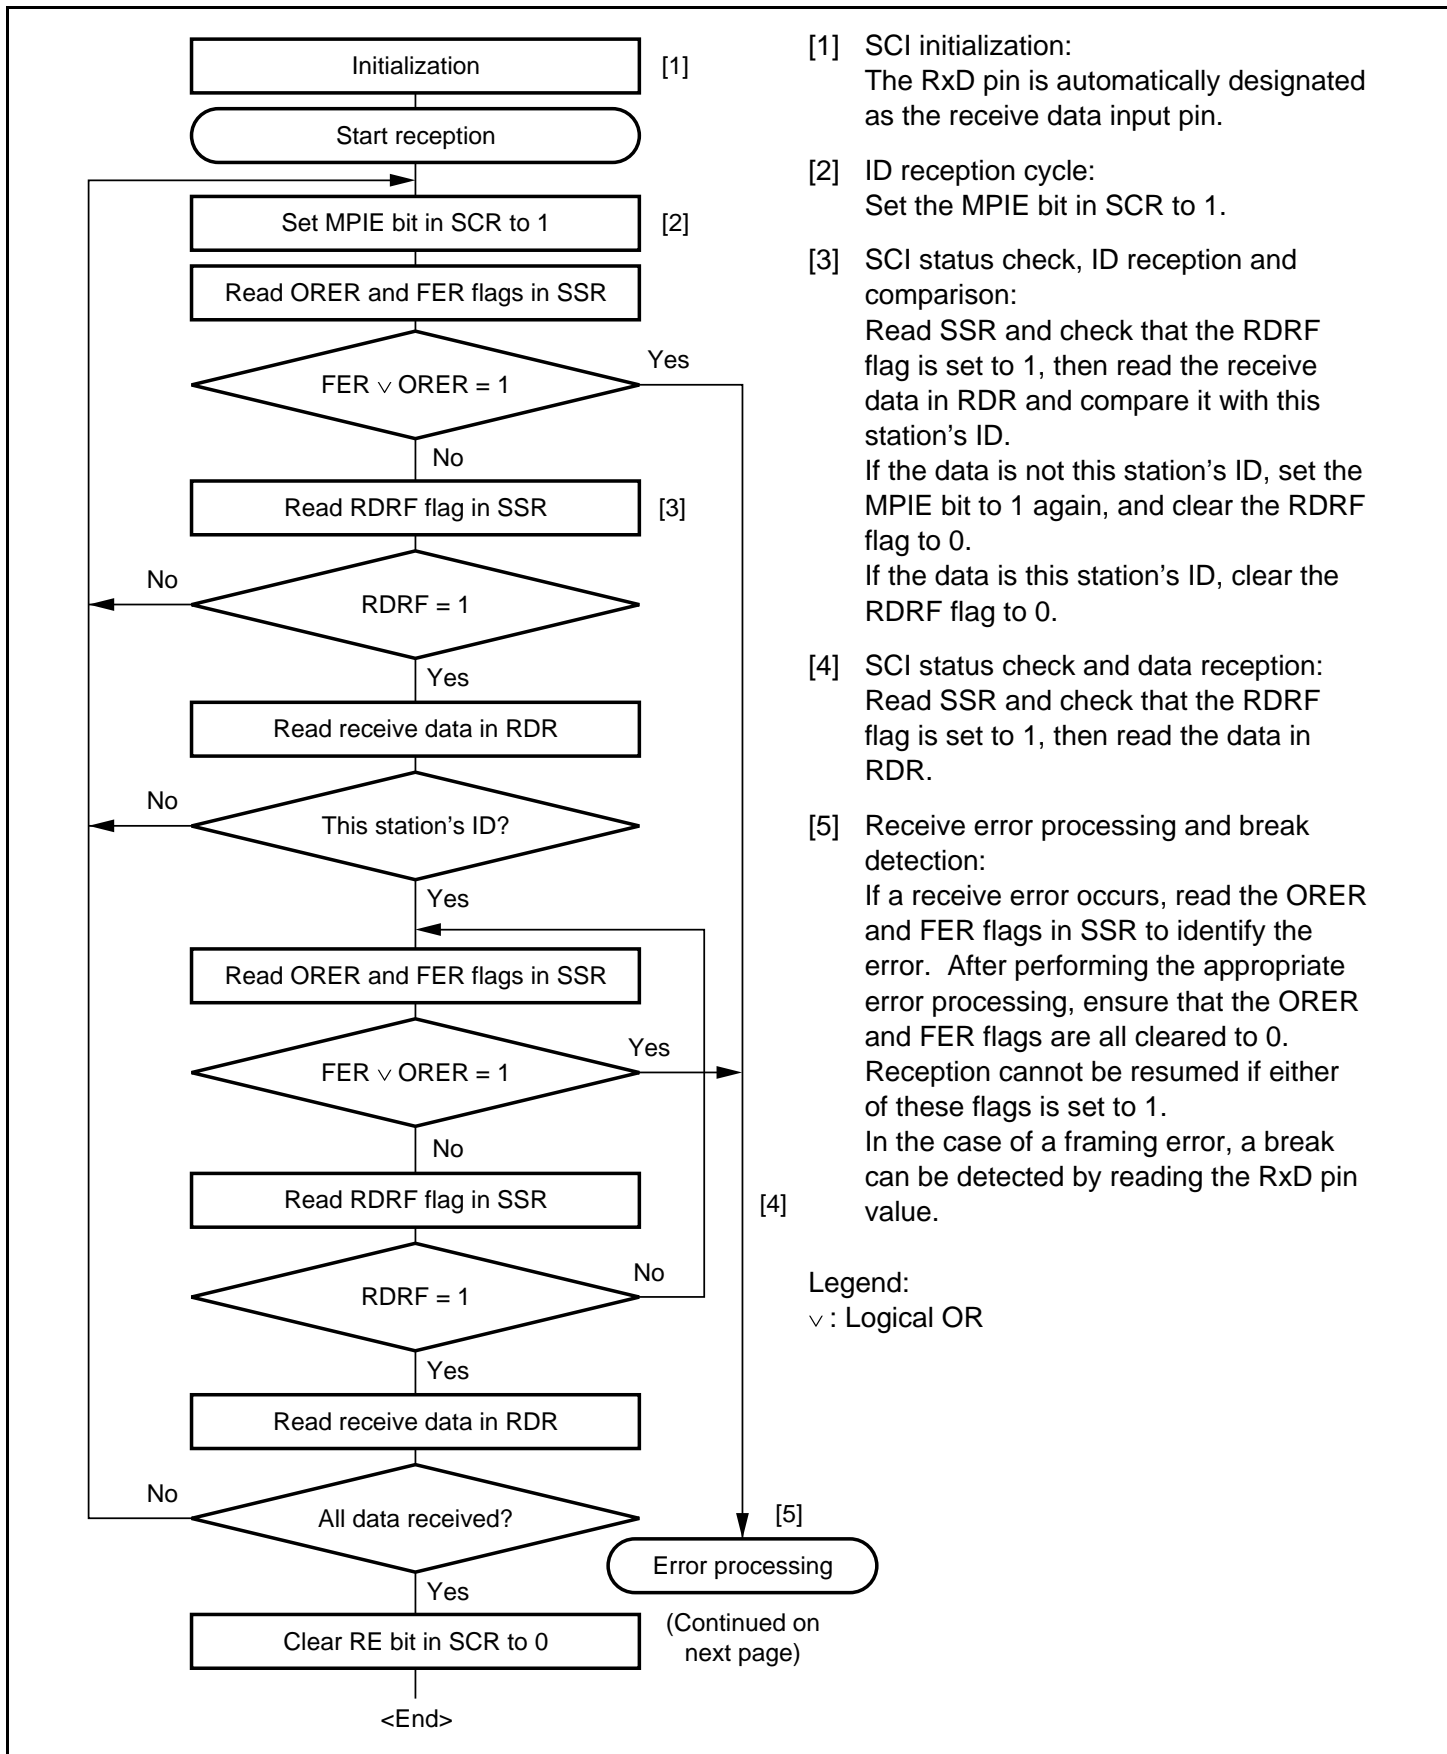 Initialization
[1]
Start reception
Set MPIE bit in SCR to 1
[2]
Read ORER and FER flags in SSR
FER ∨ ORER = 1
Yes
No
Read RDRF flag in SSR
[3]
No
RDRF = 1
Yes
Read receive data in RDR
No
This station's ID?
Yes
Read ORER and FER flags in SSR
FER ∨ ORER = 1
Yes
No
Read RDRF flag in SSR
[4]
RDRF = 1
No
Yes
Read receive data in RDR
No
All data received?
[5]
Error processing
Yes
(Continued on
next page)
Clear RE bit in SCR to 0
<End>
[1] SCI initialization:
The RxD pin is automatically designated
as the receive data input pin.
[2] ID reception cycle:
Set the MPIE bit in SCR to 1.
[3] SCI status check, ID reception and
comparison:
Read SSR and check that the RDRF
flag is set to 1, then read the receive
data in RDR and compare it with this
station's ID.
If the data is not this station's ID, set the
MPIE bit to 1 again, and clear the RDRF
flag to 0.
If the data is this station's ID, clear the
RDRF flag to 0.
[4] SCI status check and data reception:
Read SSR and check that the RDRF
flag is set to 1, then read the data in
RDR.
[5] Receive error processing and break
detection:
If a receive error occurs, read the ORER
and FER flags in SSR to identify the
error.  After performing the appropriate
error processing, ensure that the ORER
and FER flags are all cleared to 0.
Reception cannot be resumed if either
of these flags is set to 1.
In the case of a framing error, a break
can be detected by reading the RxD pin
value.
Legend:
∨ : Logical OR